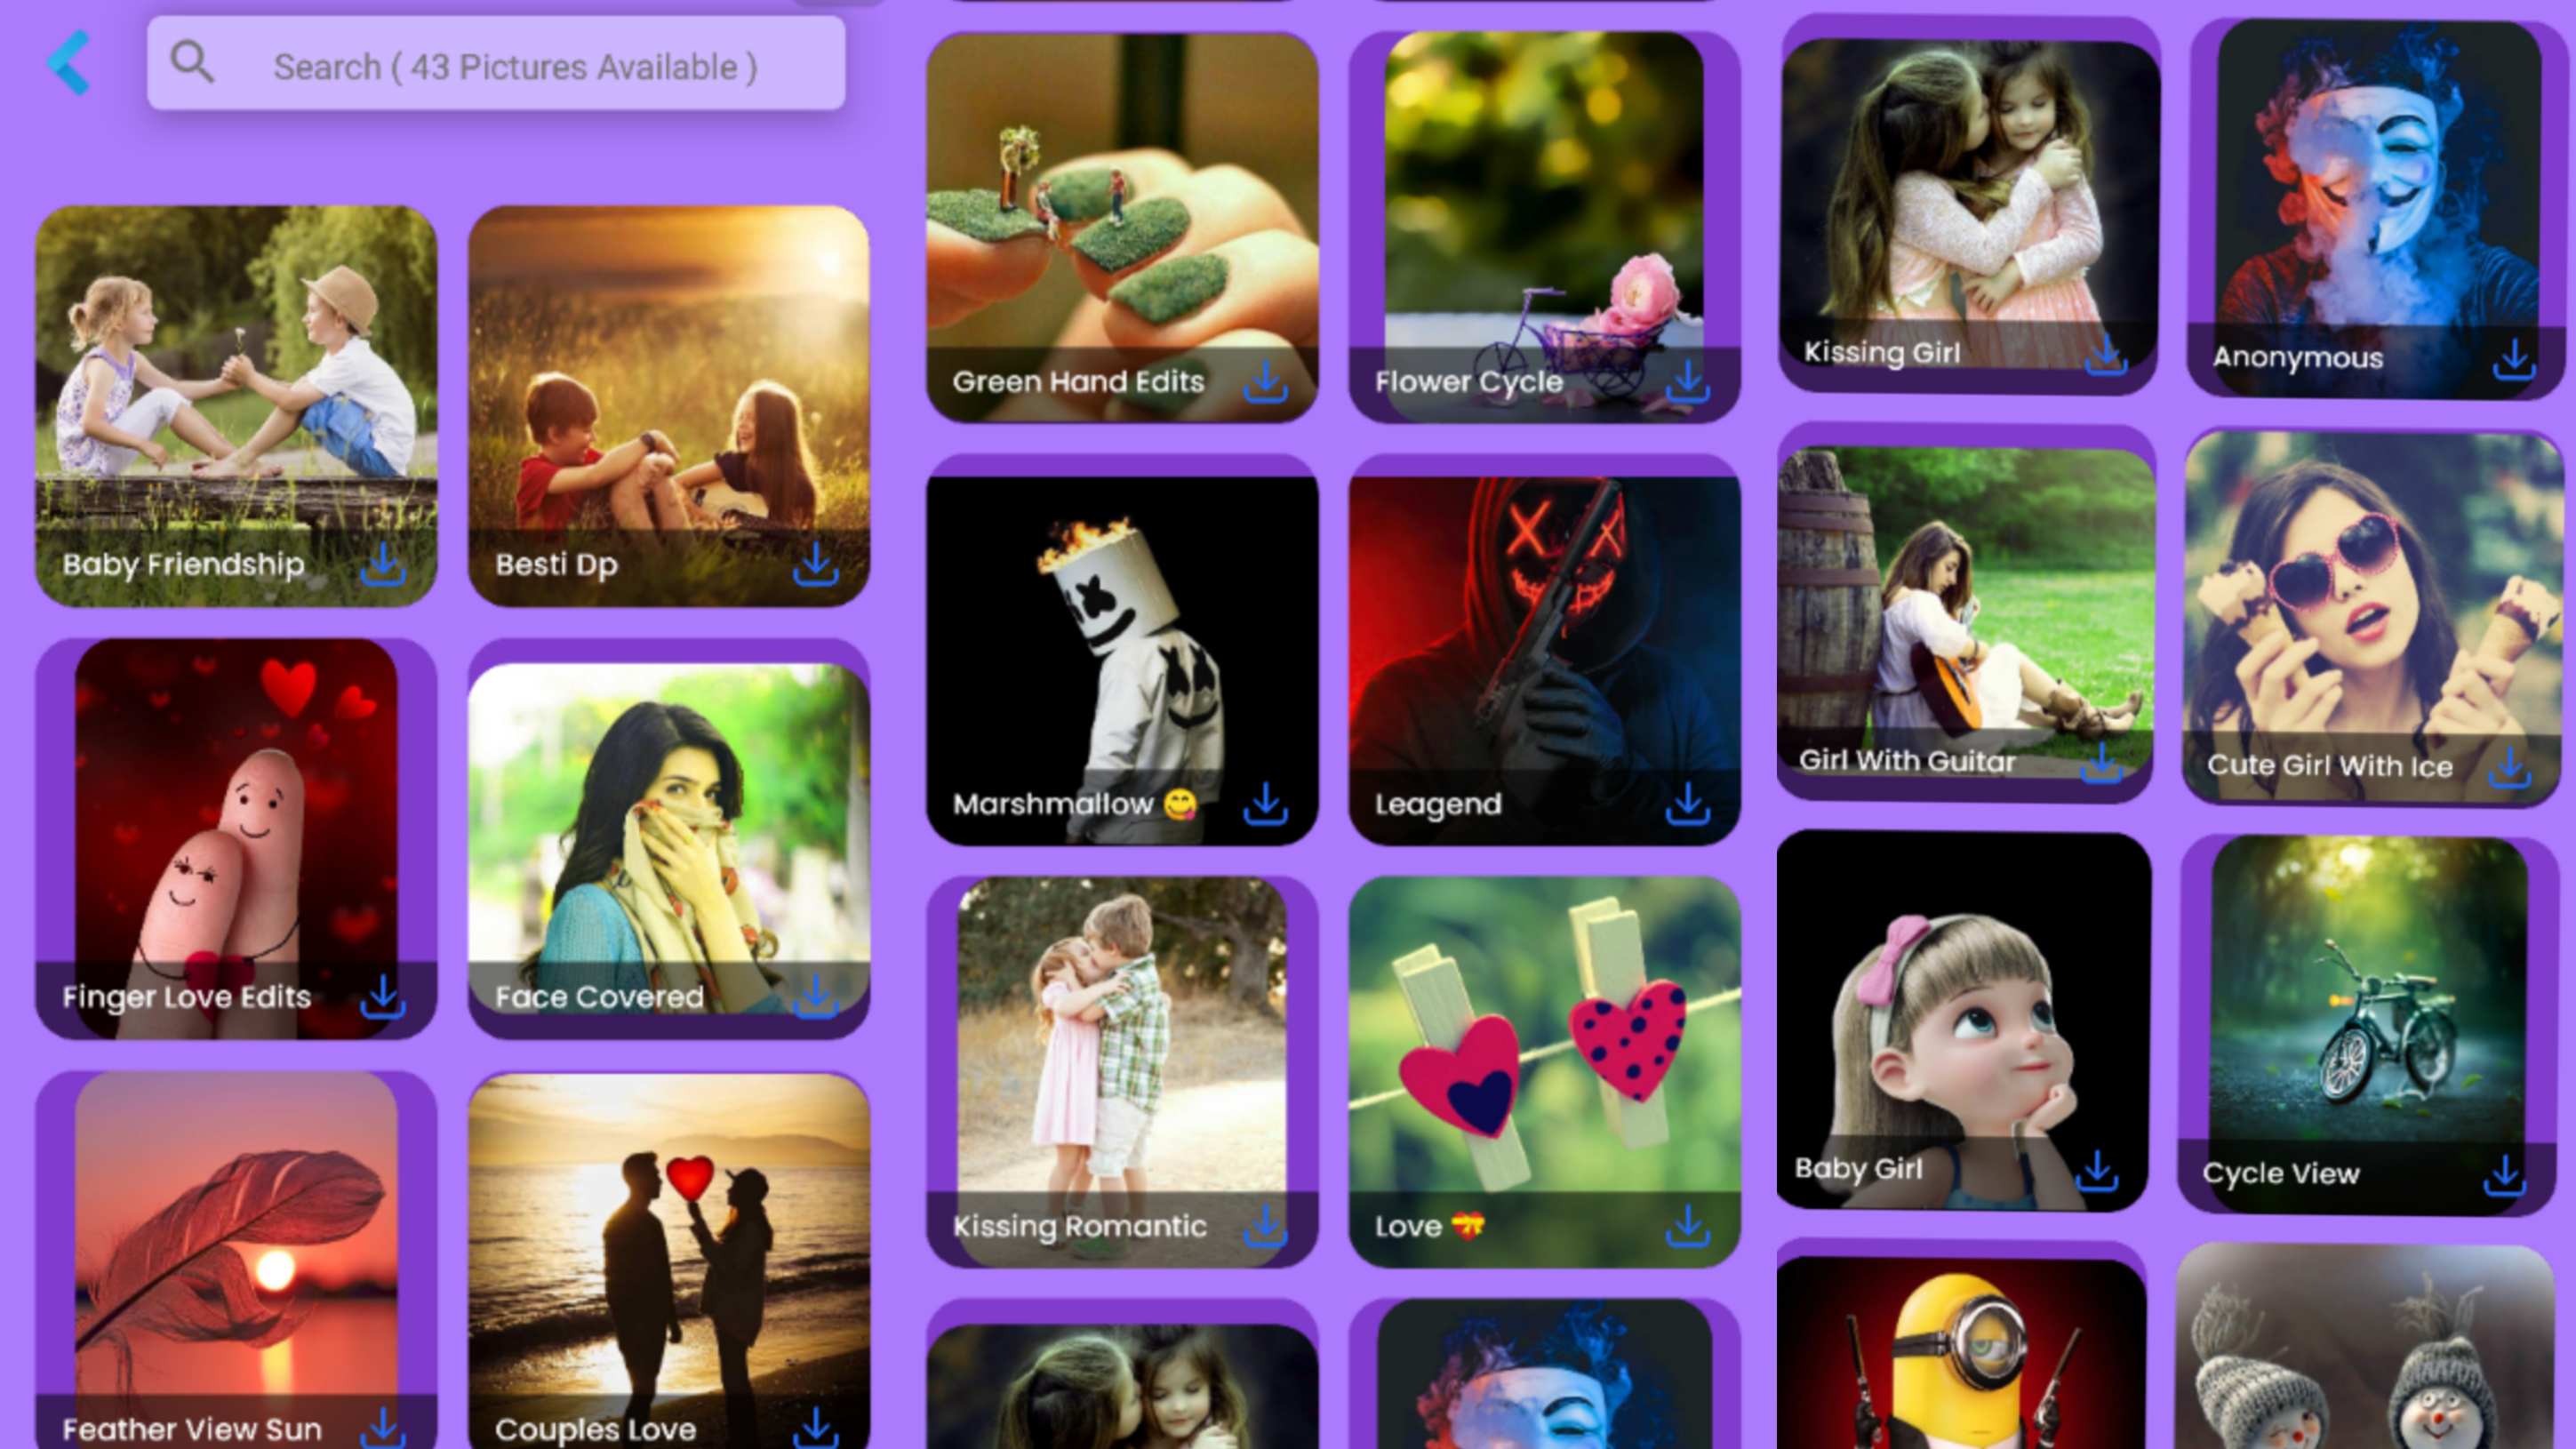 Search ( 43 Pictures Available )
Baby Friendship
Besti Dp
Finger Love Edits
Face Covered
Feather View Sun
Couples Love
Green Hand Edits
Flower Cycle
Marshmallow 😋
Leagend
Kissing Romantic
Love 💝
Kissing Girl
Anonymous
Girl With Guitar
Cute Girl With Ice
Baby Girl
Cycle View